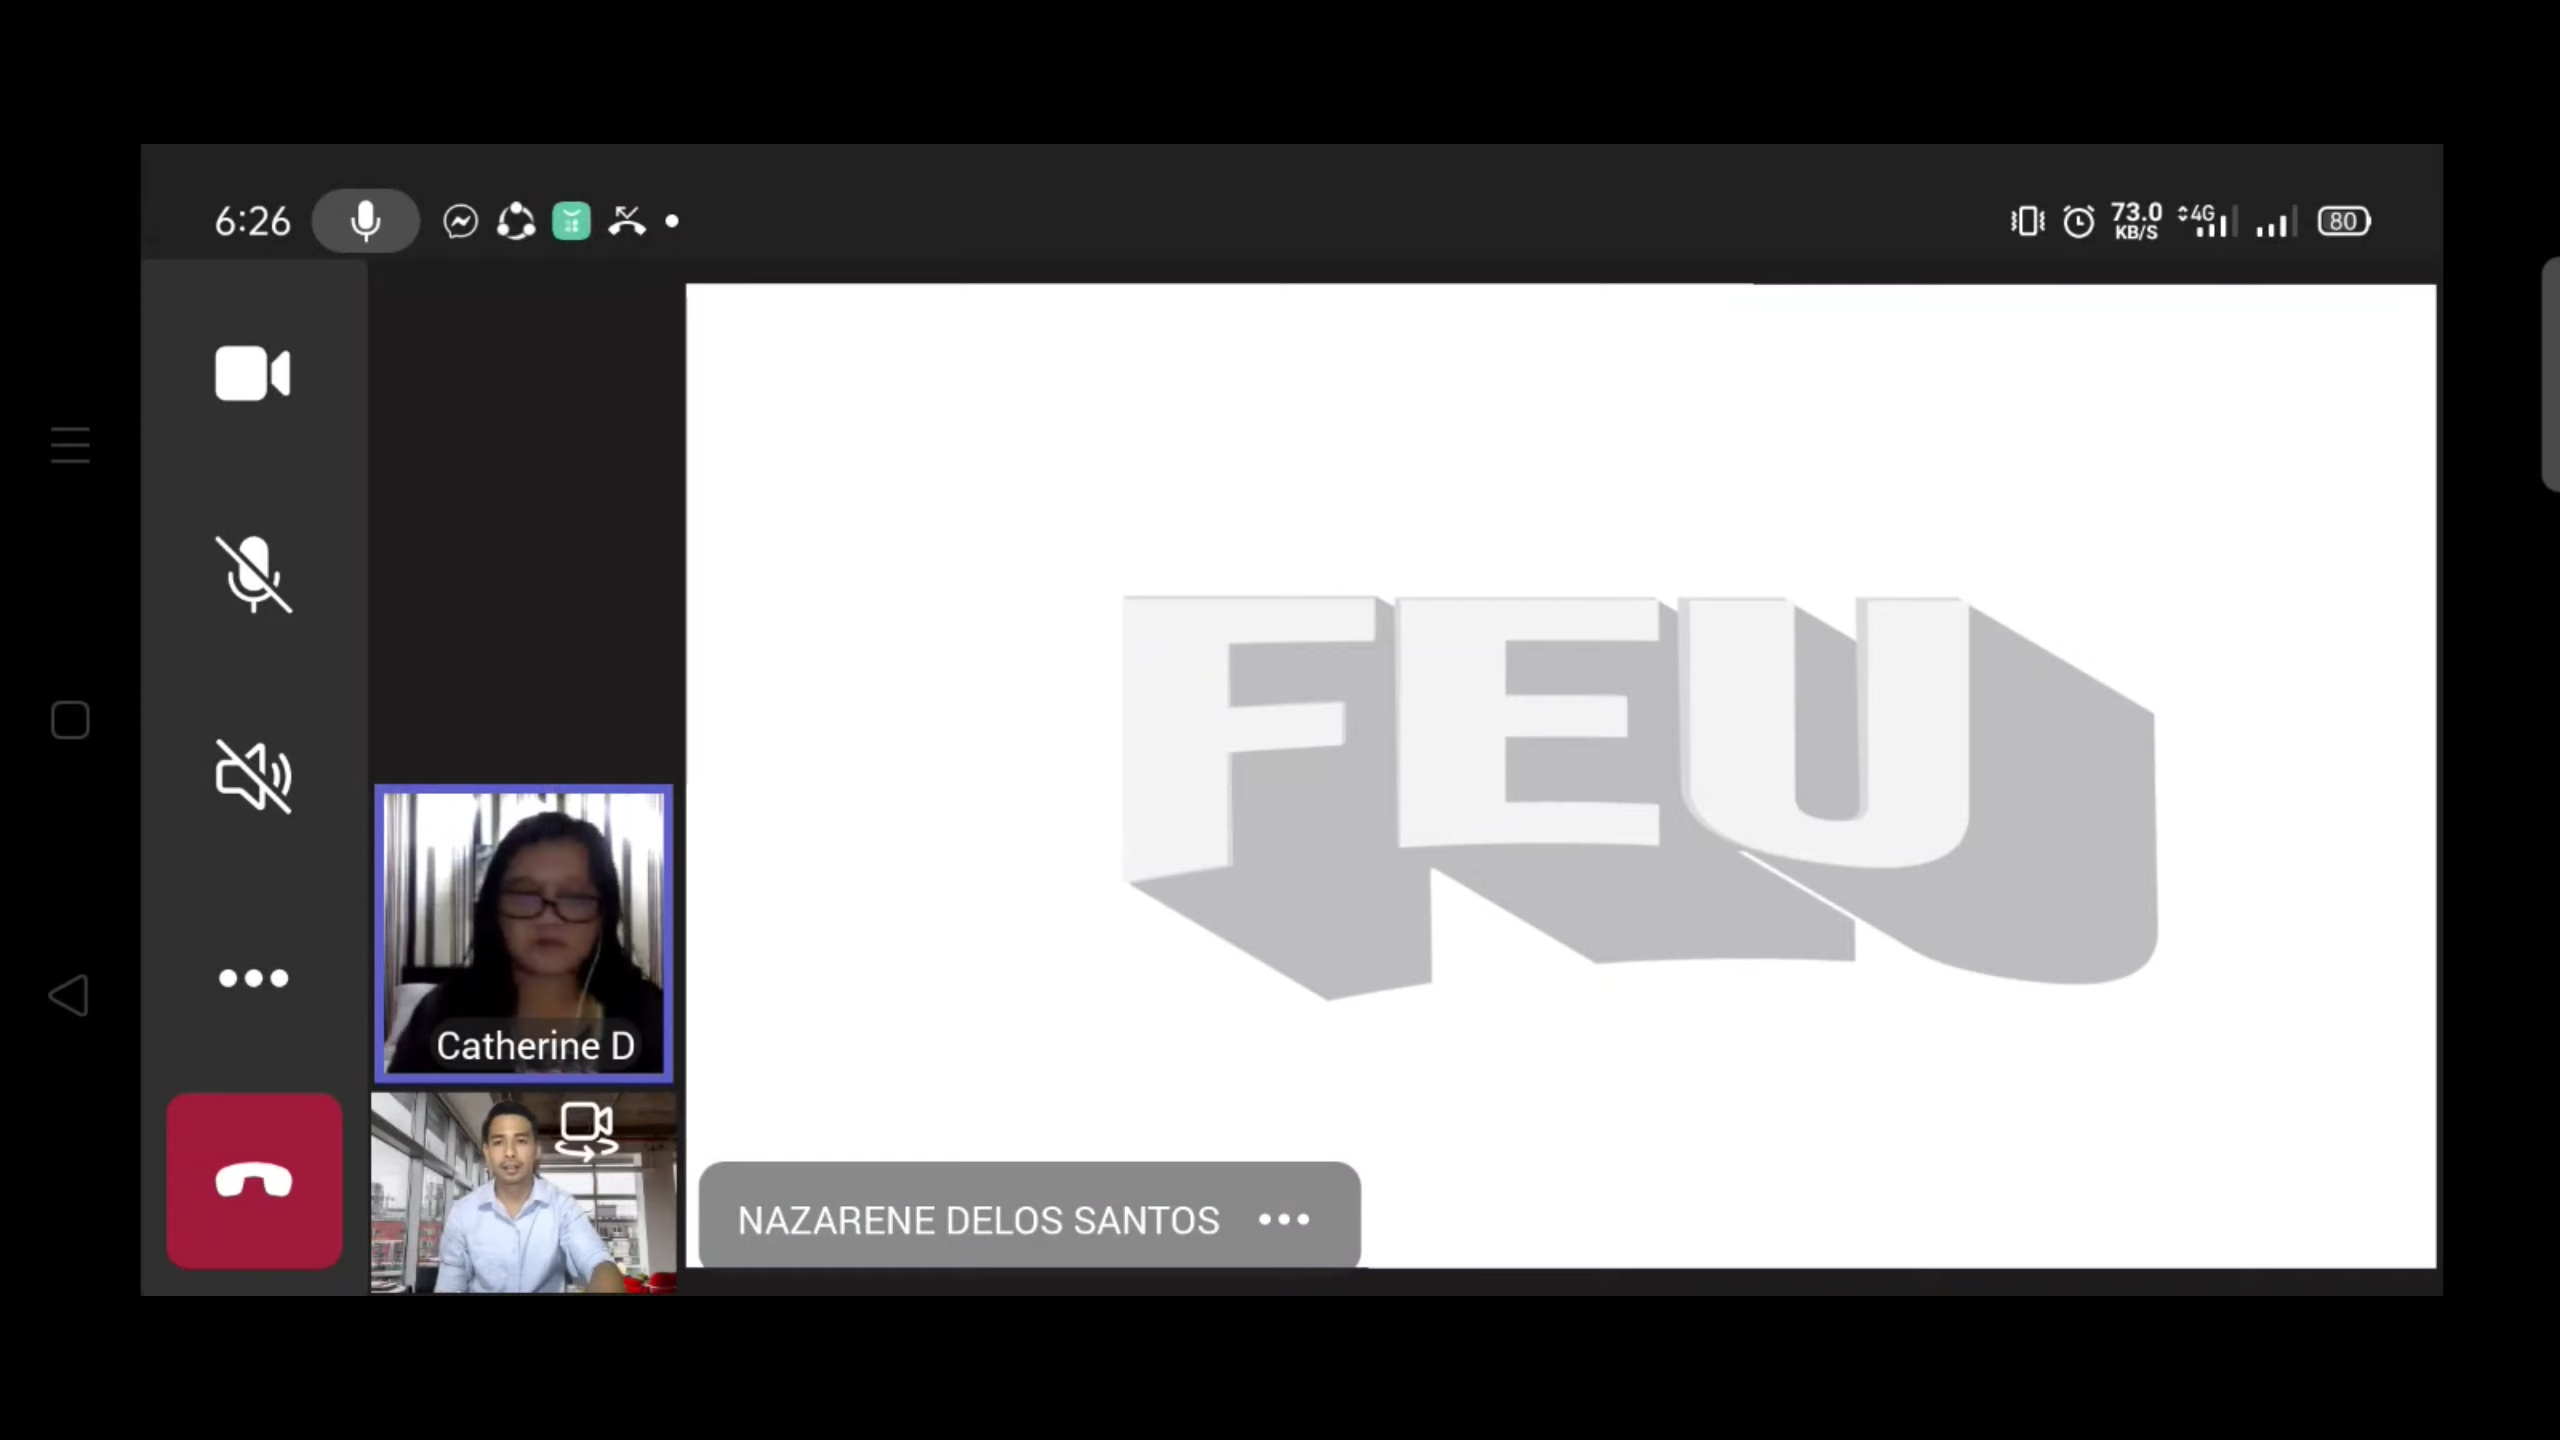 6:26
73.0
KB/S
4G
80
FEU
Catherine D
NAZARENE DELOS SANTOS